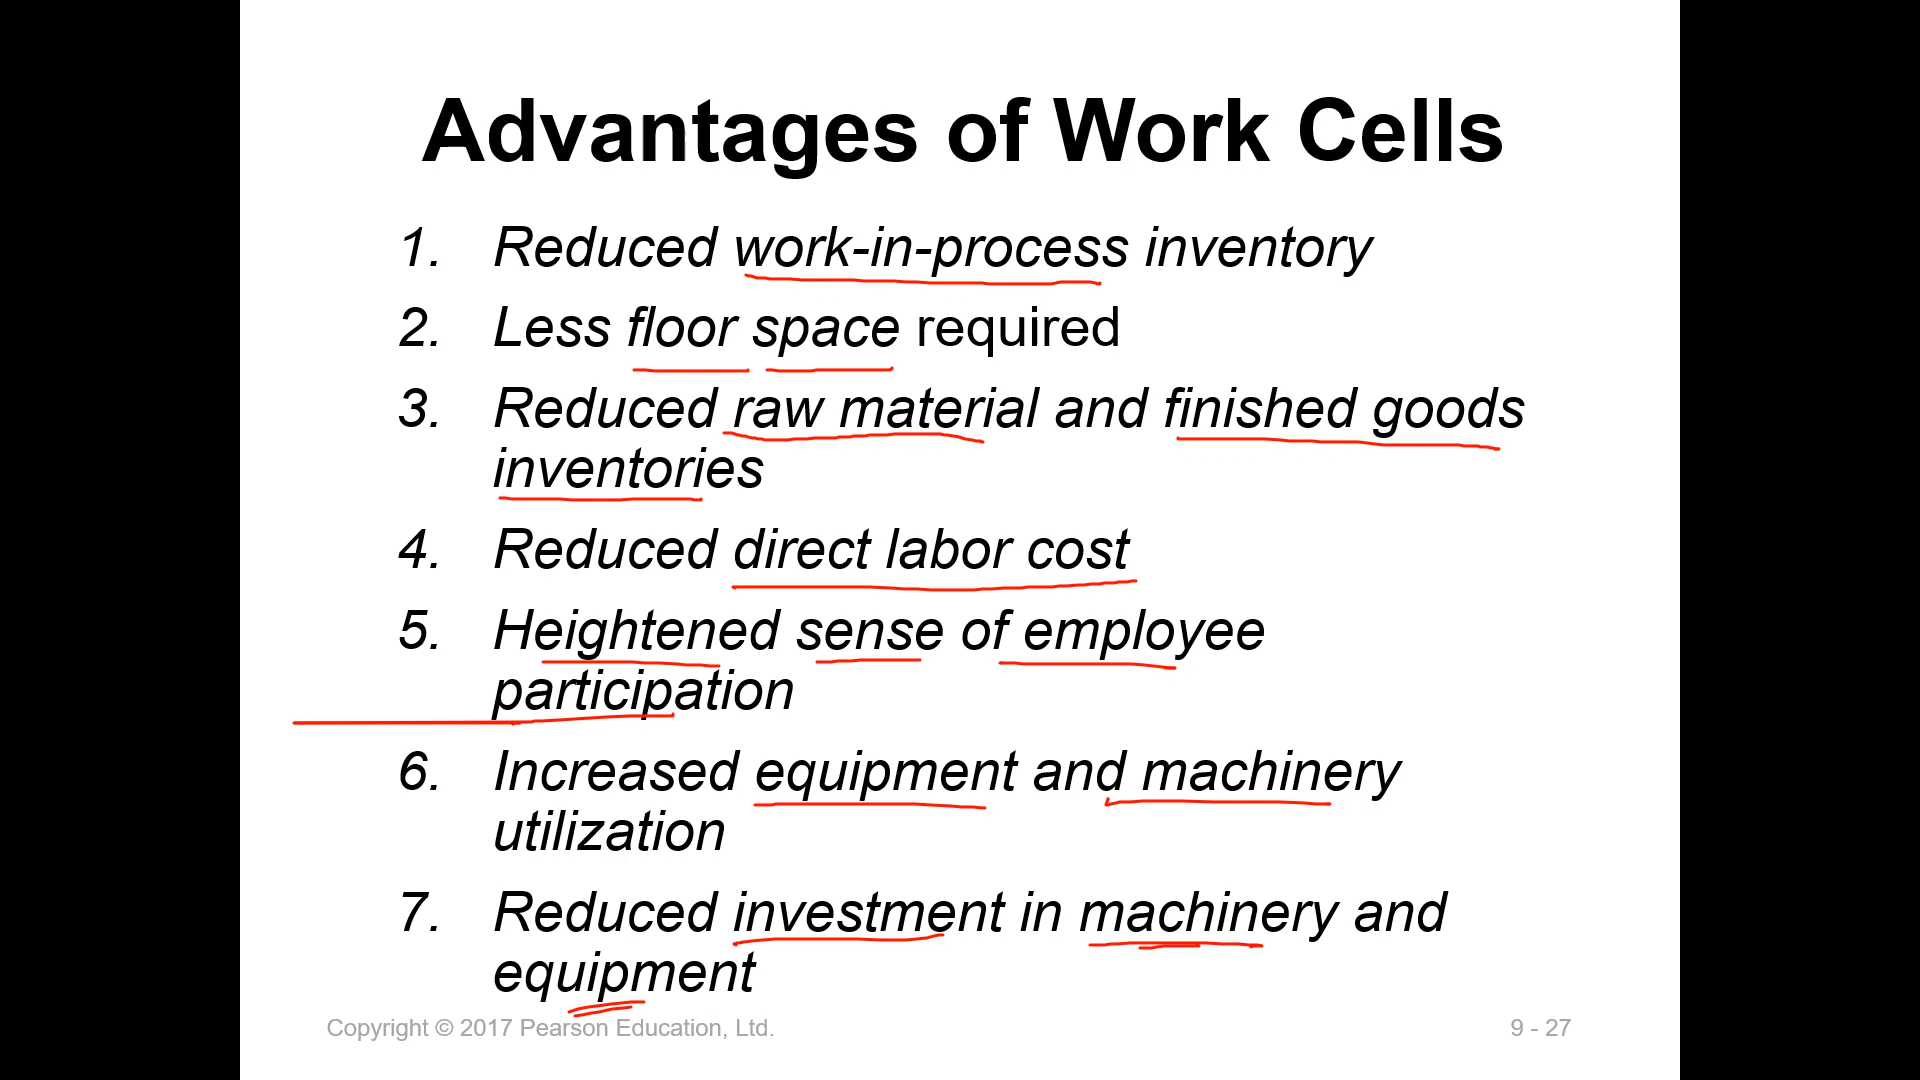 Advantages of Work Cells
1. Reduced work-in-process inventory
2. Less floor space required
3. Reduced raw material and finished goods
inventories
4. Reduced direct labor cost
5. Heightened sense of employee
participation
6. Increased equipment and machinery
utilization
7. Reduced investment in machinery and
equipment
Copyright © 2017 Pearson Education, Ltd.
9 - 27